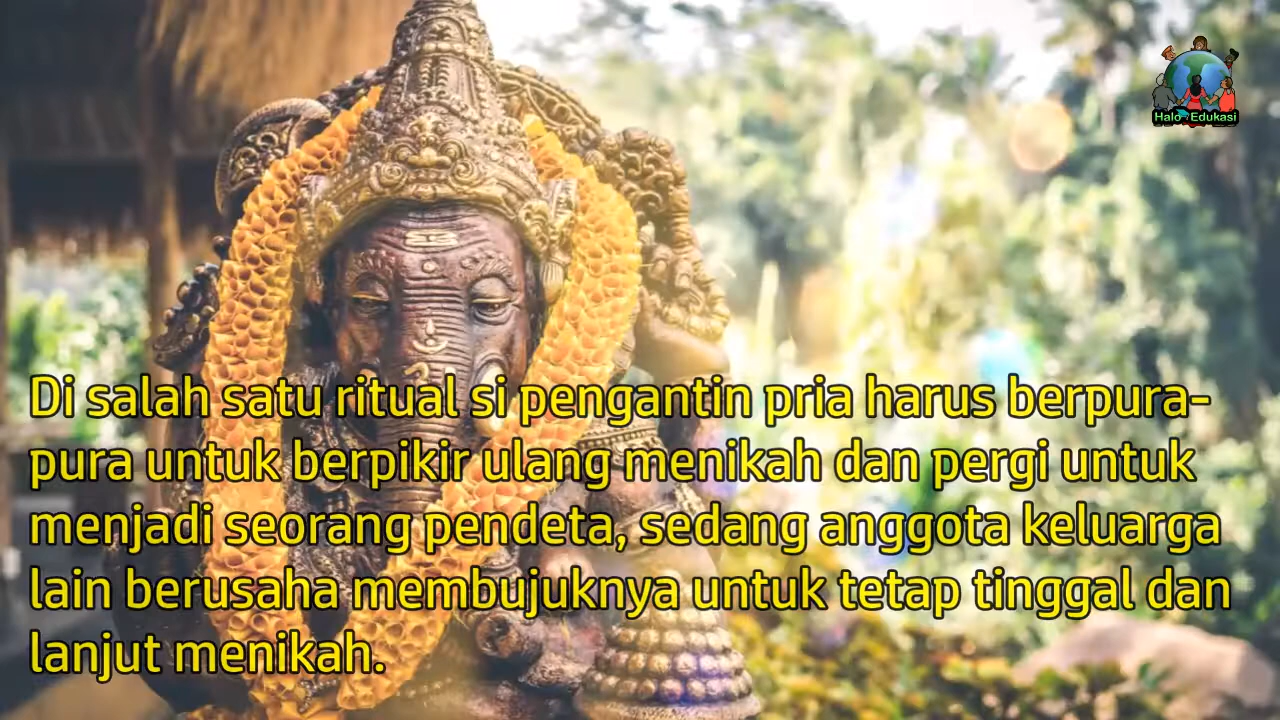 Halo Edukasi
Di salah satu ritual si pengantin pria harus berpura-
pura untuk berpikir ulang menikah dan pergi untuk
menjadi seorang pendeta, sedang anggota keluarga
lain berusaha membujuknya untuk tetap tinggal dan
lanjut menikah.